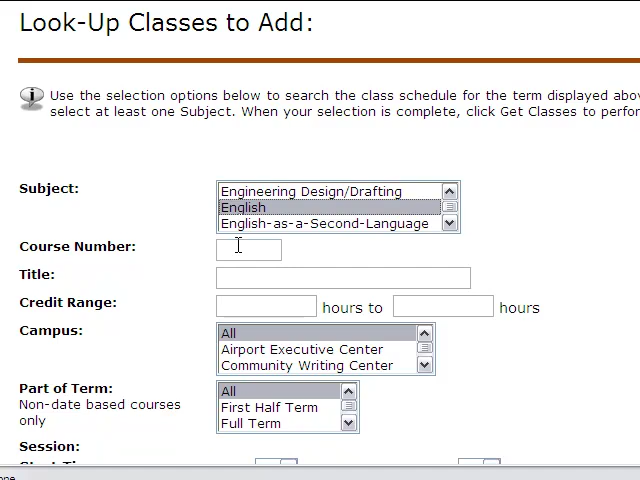 Look-Up Classes to Add:
Use the selection options below to search the class schedule for the term displayed
select at least one Subject. When your selection is complete, click Get Classes to
Subject:
Engineering Design/Drafting
English
English-as-a-Second-Language
Course Number:
Title:
Credit Range:
hours to
hours
Campus:
All
Airport Executive Center
Community Writing Center
Part of Term:
Non-date based courses
only
All
First Half Term
Full Term
Session: